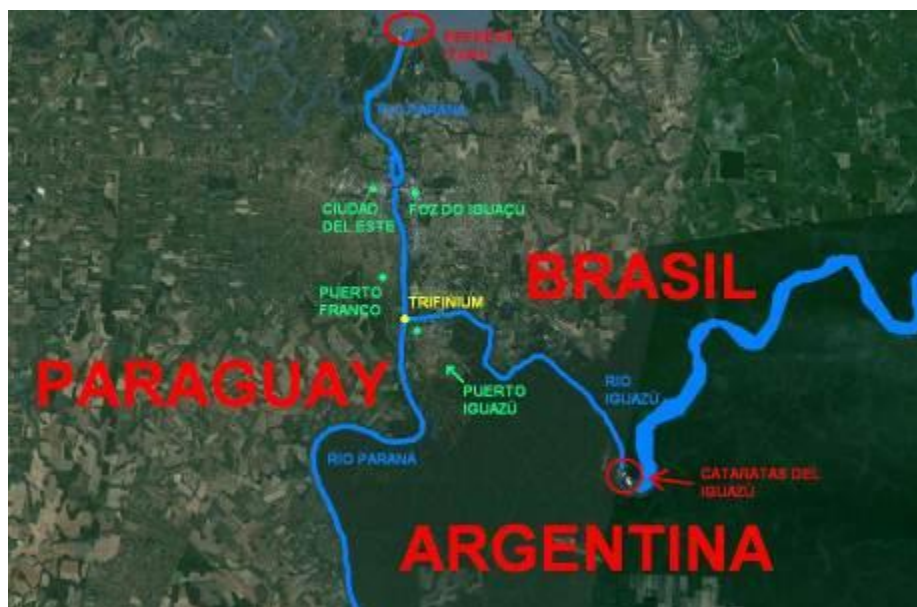 RIO PARANA
CIUDAD
DEL ESTE
FOZ DO IGUAÇU
BRASIL
PUERTO
FRANCO
TRIFINIUM
PARAGUAY
PUERTO
IGUAZÚ
RIO
IGUAZÚ
RIO PARANA
CATARATAS DEL
IGUAZÚ
ARGENTINA